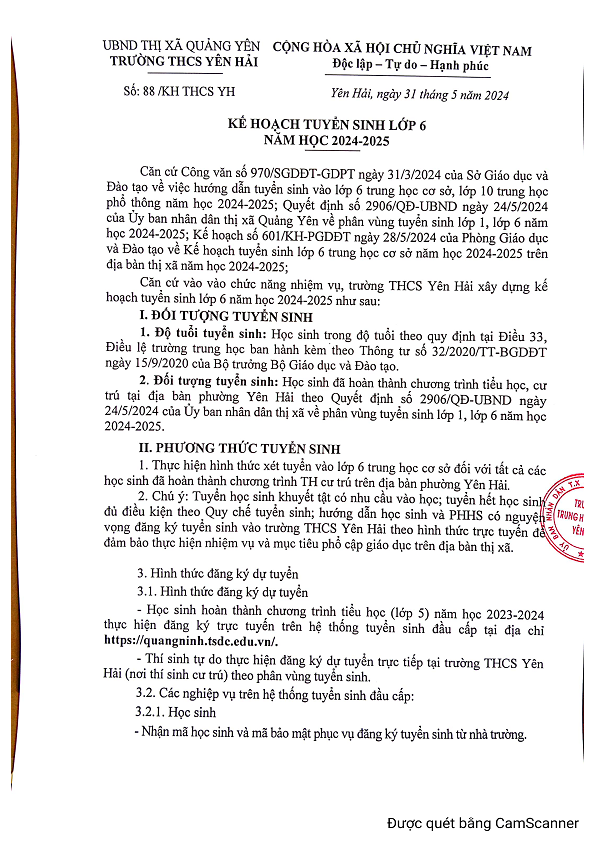 UBND THỊ XÃ QUẢNG YÊN
TRƯỜNG THCS YÊN HẢI
CỘNG HÒA XÃ HỘI CHỦ NGHĨA VIỆT NAM
Độc lập – Tự do – Hạnh phúc
Số: 88 /KH THCS YH
Yên Hải, ngày 31 tháng 5 năm 2024
KẾ HOẠCH TUYỂN SINH LỚP 6
NĂM HỌC 2024-2025
Căn cứ Công văn số 970/SGDĐT-GDPT ngày 31/3/2024 của Sở Giáo dục và
Đào tạo về việc hướng dẫn tuyển sinh vào lớp 6 trung học cơ sở, lớp 10 trung học
phổ thông năm học 2024-2025; Quyết định số 2906/QĐ-UBND ngày 24/5/2024
của Ủy ban nhân dân thị xã Quảng Yên về phân vùng tuyển sinh lớp 1, lớp 6 năm
học 2024-2025; Kế hoạch số 601/KH-PGDĐT ngày 28/5/2024 của Phòng Giáo dục
và Đào tạo về Kế hoạch tuyển sinh lớp 6 trung học cơ sở năm học 2024-2025 trên
địa bàn thị xã năm học 2024-2025;
Căn cứ vào vào chức năng nhiệm vụ, trường THCS Yên Hải xây dựng kế
hoạch tuyển sinh lớp 6 năm học 2024-2025 như sau:
I. ĐỐI TƯỢNG TUYỂN SINH
1. Độ tuổi tuyển sinh: Học sinh trong độ tuổi theo quy định tại Điều 33,
Điều lệ trường trung học ban hành kèm theo Thông tư số 32/2020/TT-BGDĐT
ngày 15/9/2020 của Bộ trưởng Bộ Giáo dục và Đào tạo.
2. Đối tượng tuyển sinh: Học sinh đã hoàn thành chương trình tiểu học, cư
trú tại địa bàn phường Yên Hải theo Quyết định số 2906/QĐ-UBND ngày
24/5/2024 của Ủy ban nhân dân thị xã về phân vùng tuyển sinh lớp 1, lớp 6 năm học
2024-2025.
II. PHƯƠNG THỨC TUYỂN SINH
1. Thực hiện hình thức xét tuyển vào lớp 6 trung học cơ sở đối với tất cả các
học sinh đã hoàn thành chương trình TH cư trú trên địa bàn phường Yên Hải.
2. Chú ý: Tuyển học sinh khuyết tật có nhu cầu vào học; tuyển hết học sinh
đủ điều kiện theo Quy chế tuyển sinh; hướng dẫn học sinh và PHHS có nguyện
vọng đăng ký tuyển sinh vào trường THCS Yên Hải theo hình thức trực tuyến để
đảm bảo thực hiện nhiệm vụ và mục tiêu phổ cập giáo dục trên địa bàn thị xã.
3. Hình thức đăng ký dự tuyển
3.1. Hình thức đăng ký dự tuyển
- Học sinh hoàn thành chương trình tiểu học (lớp 5) năm học 2023-2024
thực hiện đăng ký trực tuyến trên hệ thống tuyển sinh đầu cấp tại địa chỉ
https://quangninh.tsdc.edu.vn/.
- Thí sinh tự do thực hiện đăng ký dự tuyển trực tiếp tại trường THCS Yên
Hải (nơi thí sinh cư trú) theo phân vùng tuyển sinh.
3.2. Các nghiệp vụ trên hệ thống tuyển sinh đầu cấp:
3.2.1. Học sinh
- Nhận mã học sinh và mã bảo mật phục vụ đăng ký tuyển sinh từ nhà trường.
ỦY BAN NHÂN DÂN T.X
TRUNG H
YÊN
Được quét bằng CamScanner